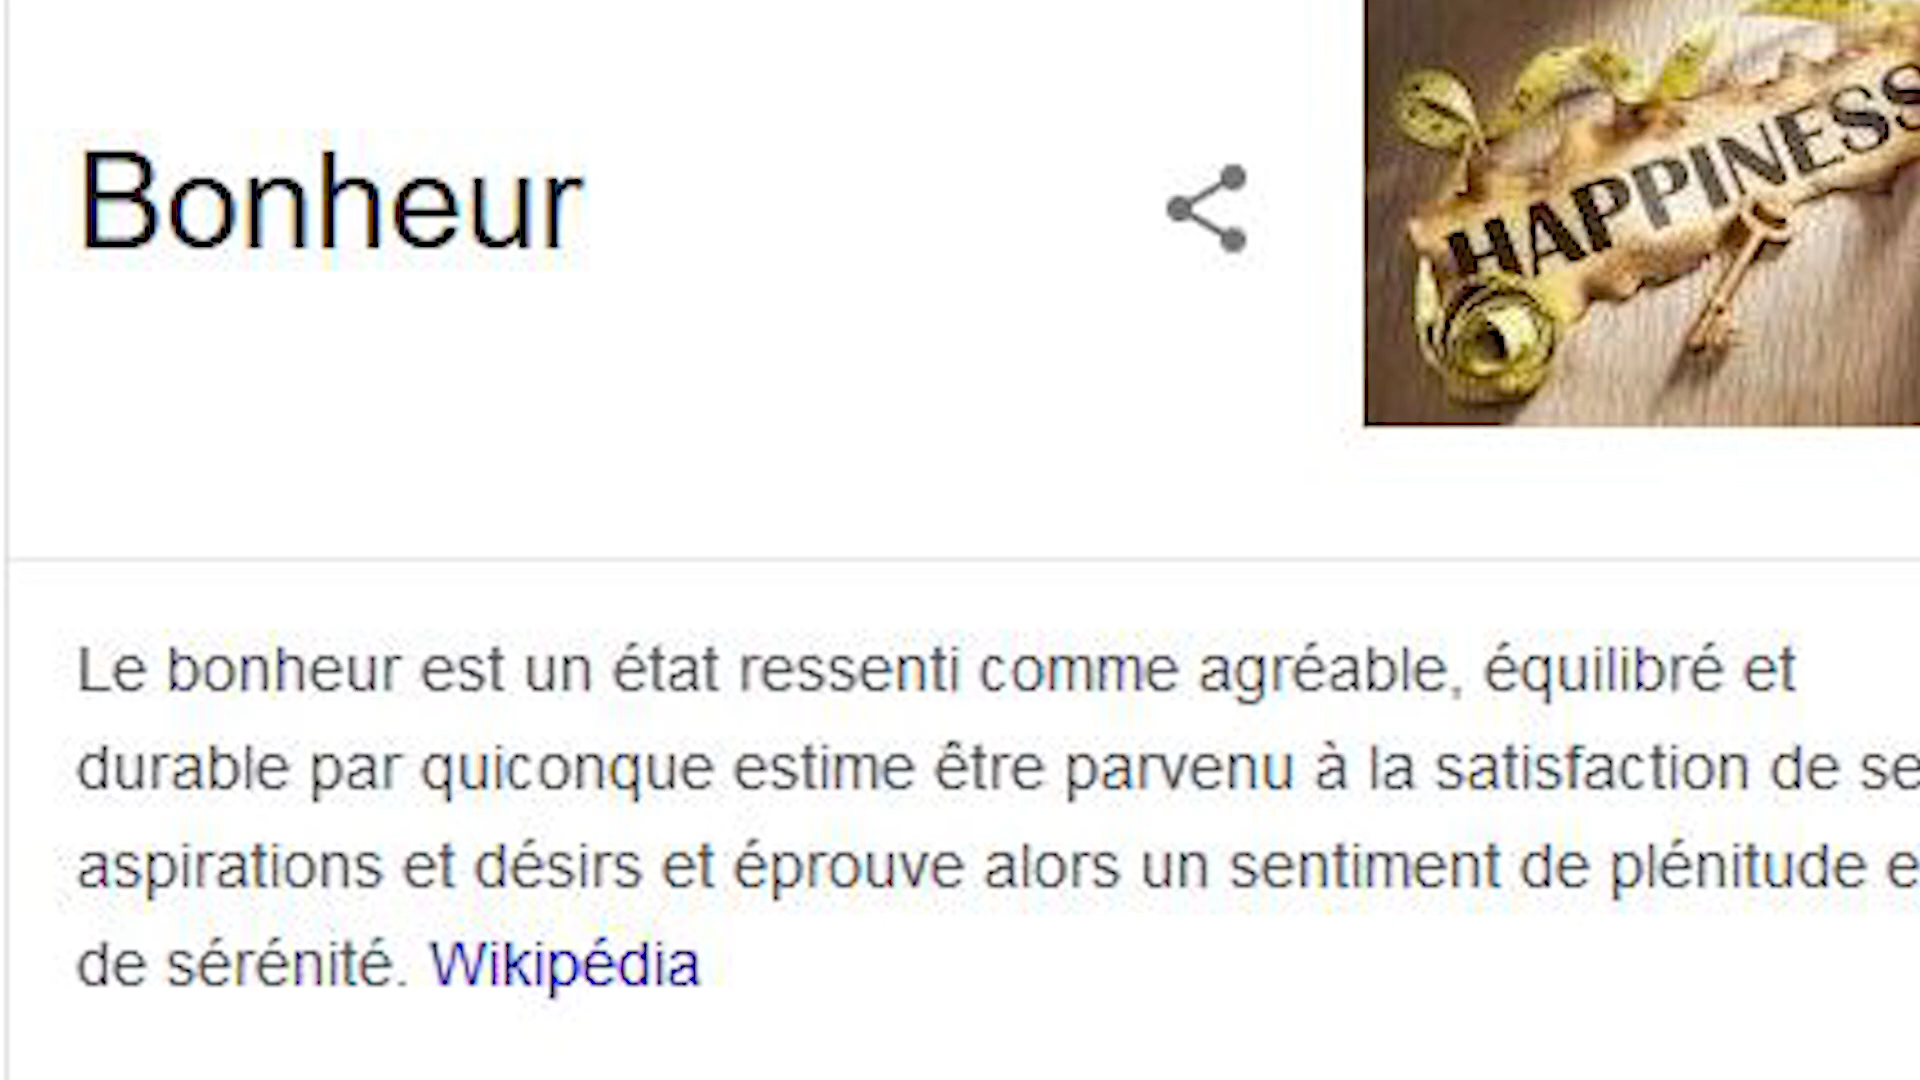 Bonheur
HAPPINESS
Le bonheur est un état ressenti comme agréable, équilibré et
durable par quiconque estime être parvenu à la satisfaction de se
aspirations et désirs et éprouve alors un sentiment de plénitude e
de sérénité. Wikipédia